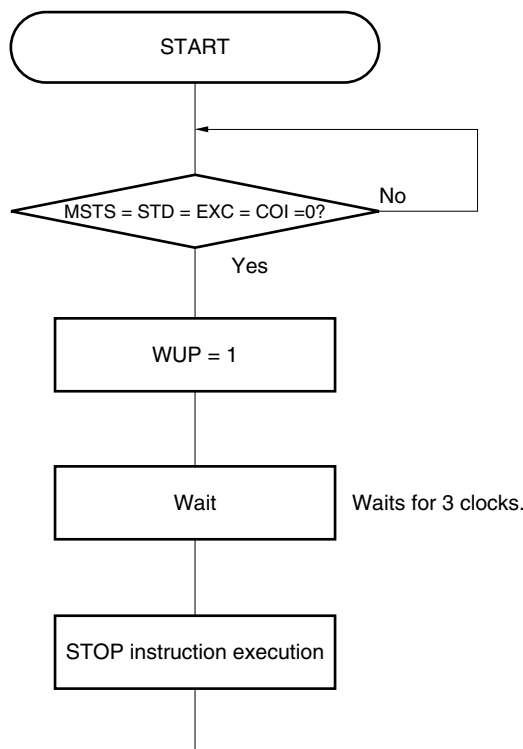 START
MSTS = STD = EXC = COI =0?
No
Yes
WUP = 1
Wait
Waits for 3 clocks.
STOP instruction execution